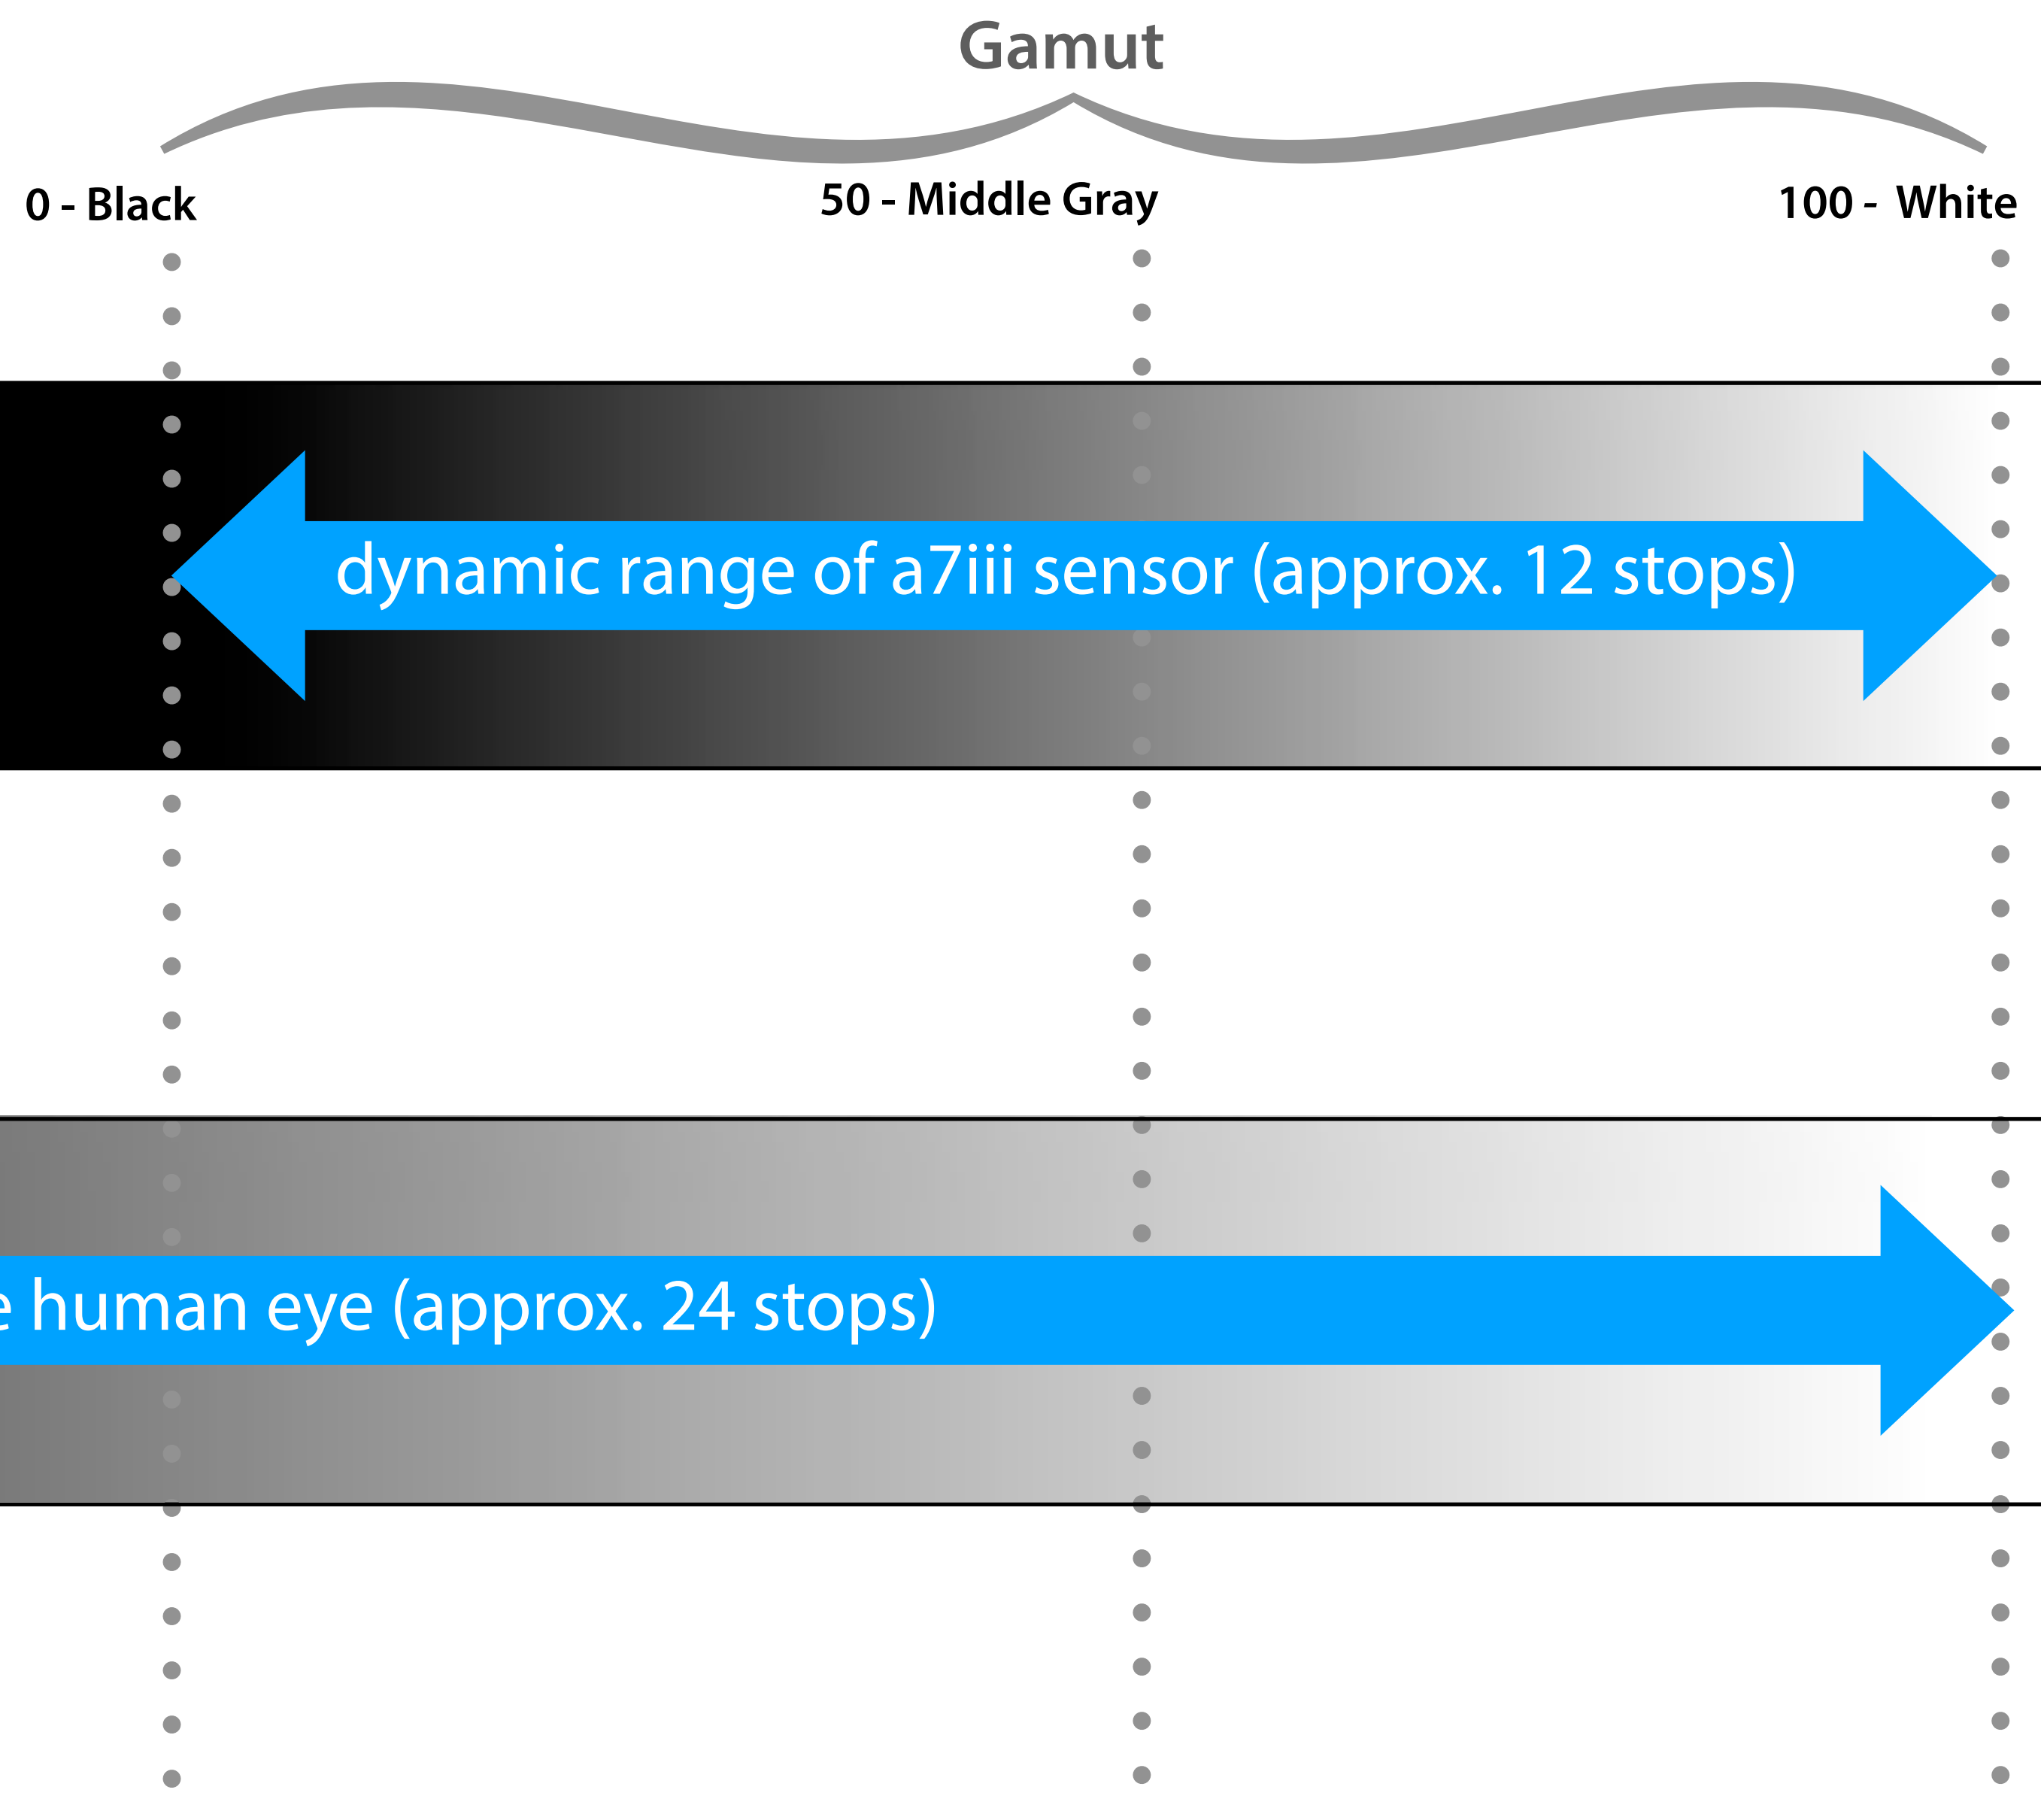 Gamut
0 - Black
50 - Middle Gray
100 - White
dynamic range of a7iii sensor (approx. 12 stops)
human eye (approx. 24 stops)